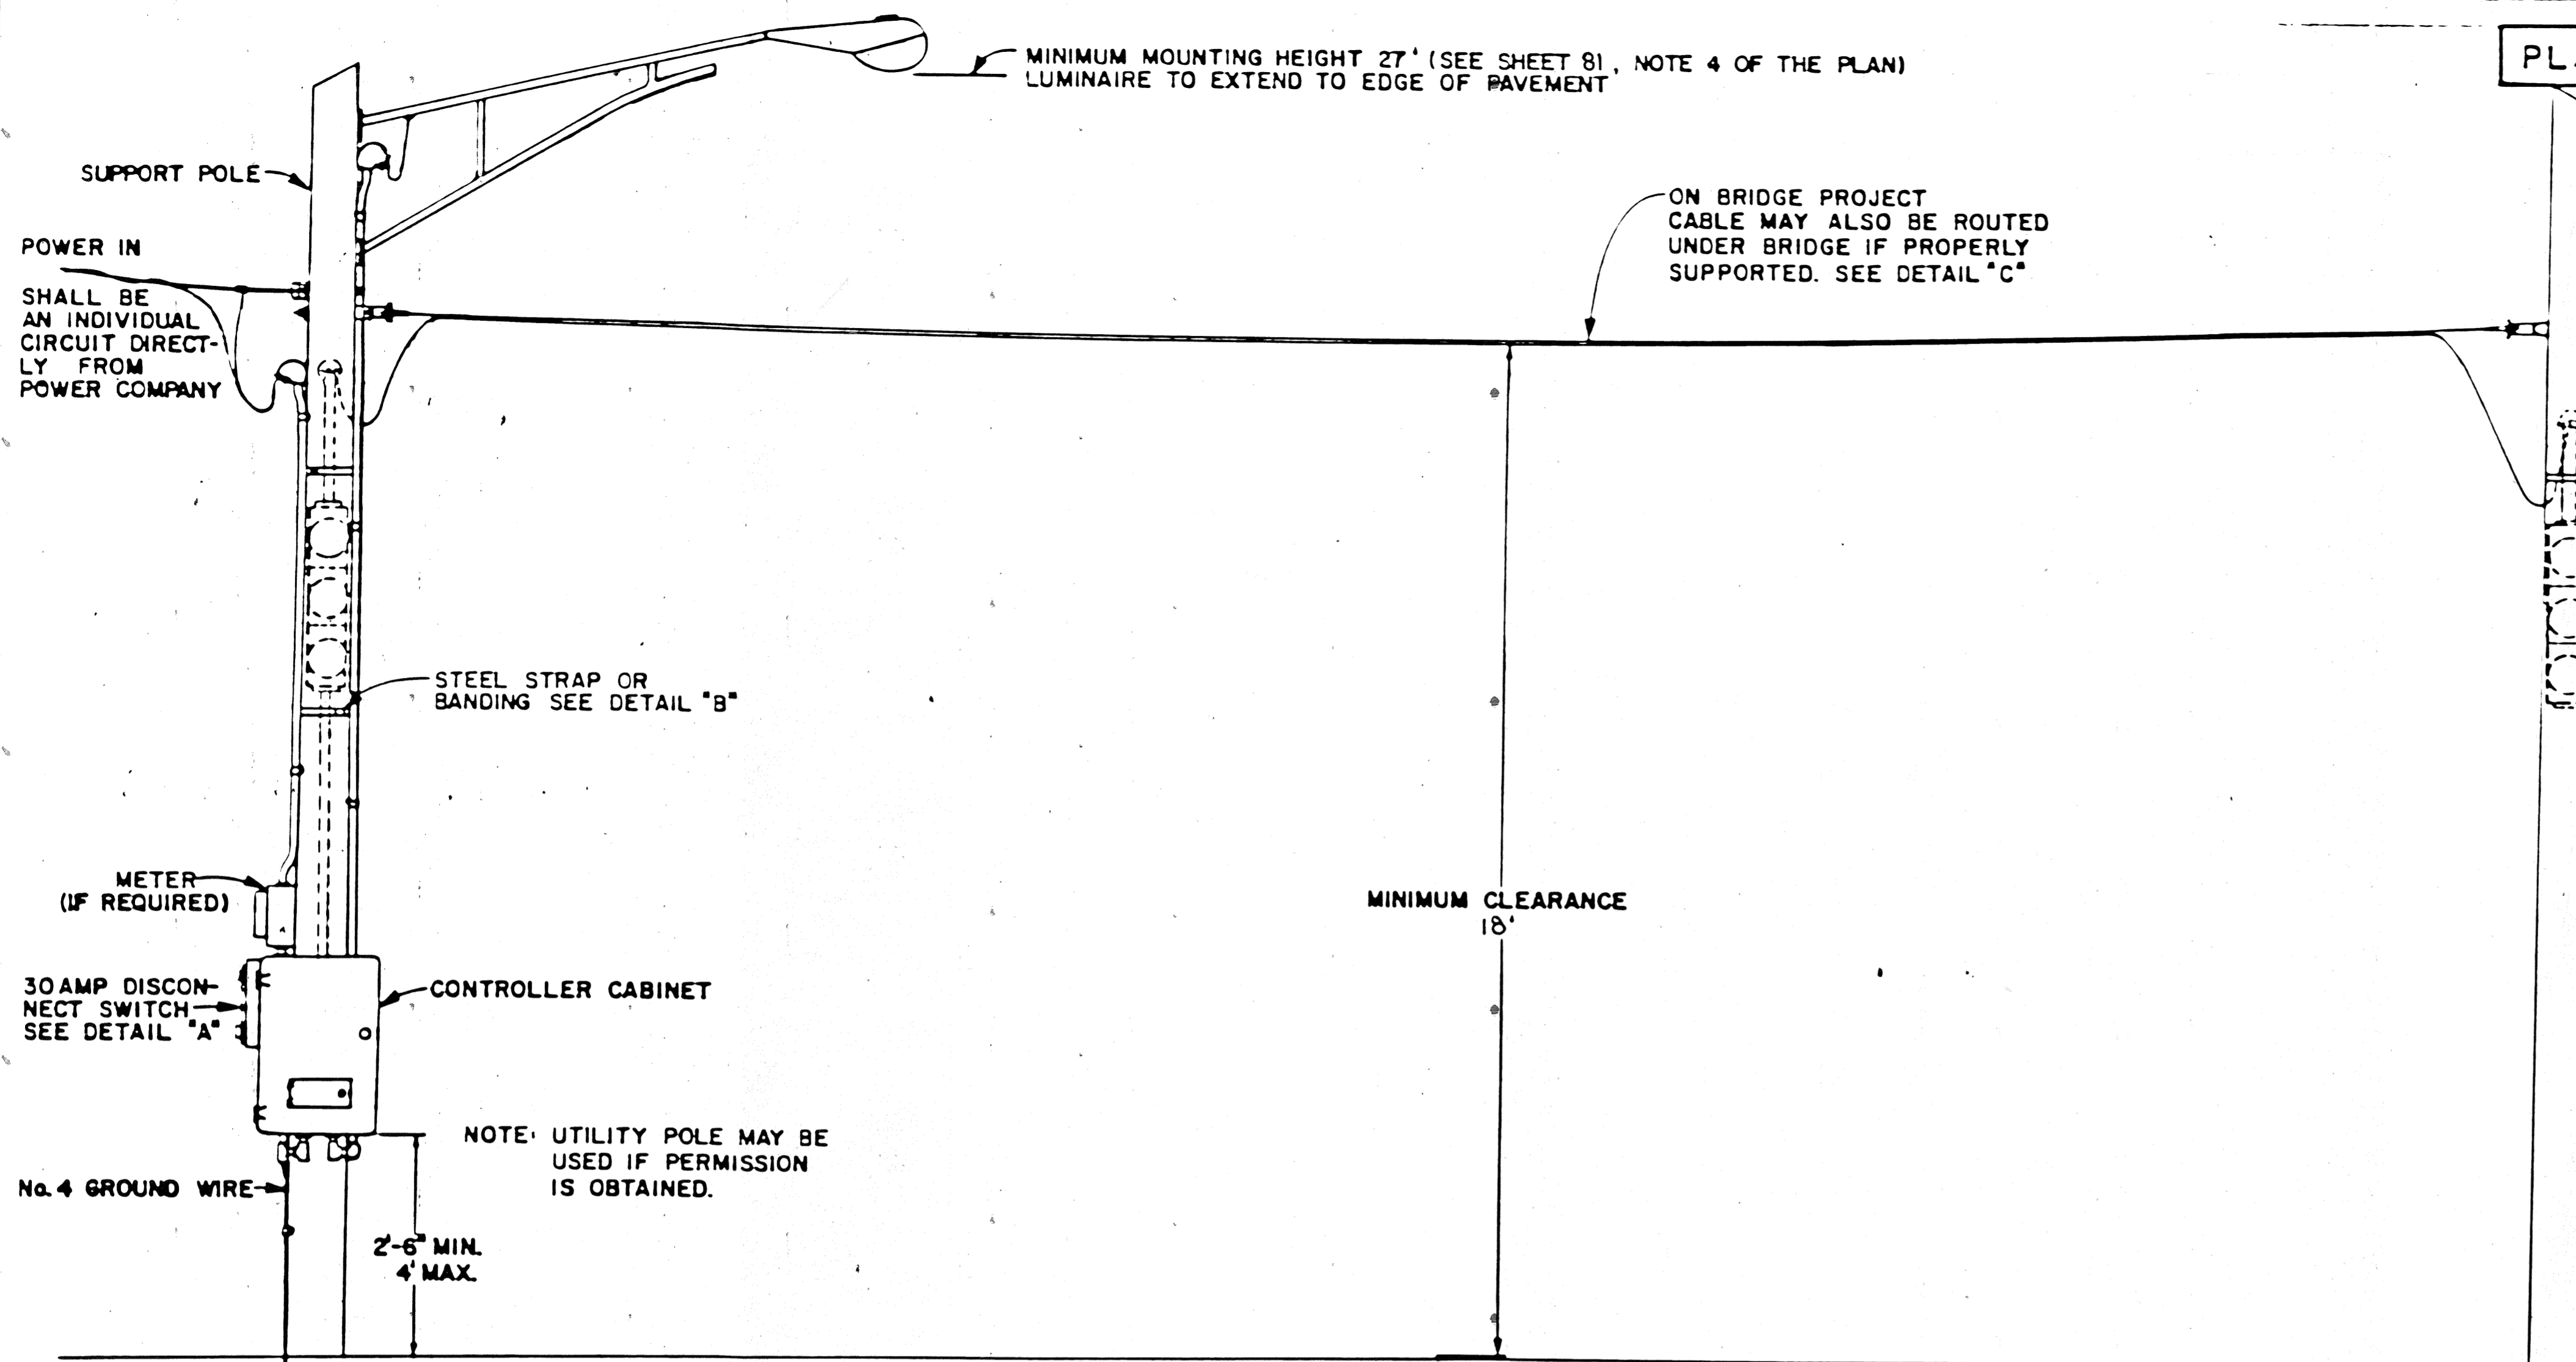 MINIMUM MOUNTING HEIGHT 27' (SEE SHEET 81, NOTE 4 OF THE PLAN)
LUMINAIRE TO EXTEND TO EDGE OF PAVEMENT
SUPPORT POLE
ON BRIDGE PROJECT
CABLE MAY ALSO BE ROUTED
UNDER BRIDGE IF PROPERLY
SUPPORTED. SEE DETAIL "C"
POWER IN
SHALL BE
AN INDIVIDUAL
CIRCUIT DIRECT-
LY FROM
POWER COMPANY
STEEL STRAP OR
BANDING SEE DETAIL "B"
METER
(IF REQUIRED)
MINIMUM CLEARANCE
18'
30 AMP DISCON-
NECT SWITCH
SEE DETAIL "A"
CONTROLLER CABINET
NOTE: UTILITY POLE MAY BE
USED IF PERMISSION
IS OBTAINED.
No. 4 GROUND WIRE
2'-6" MIN.
4' MAX.